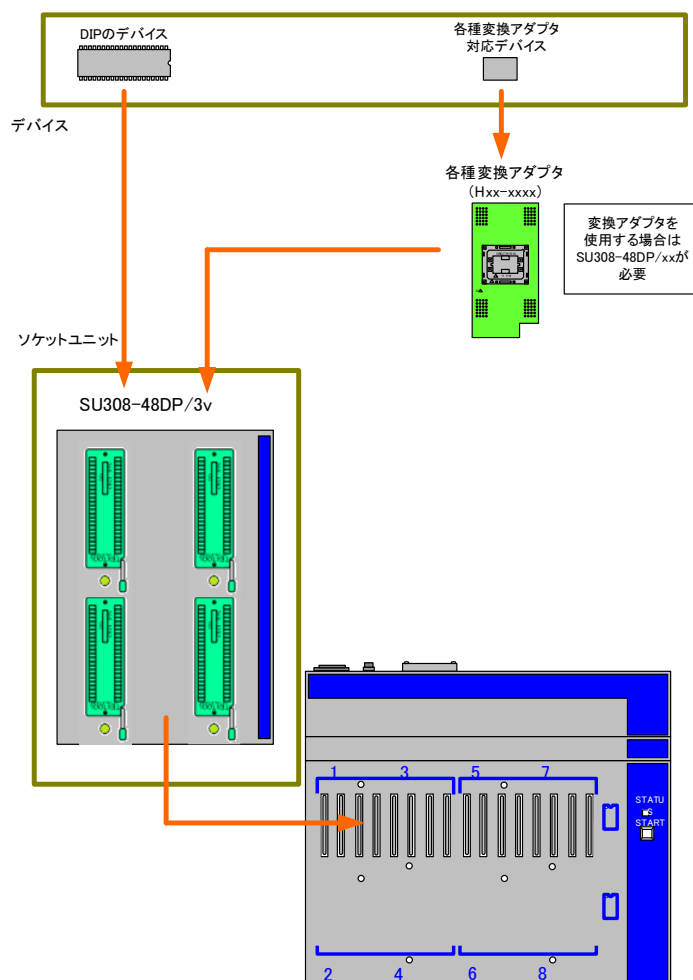 DIPのデバイス
各種変換アダプタ
対応デバイス
デバイス
各種変換アダプタ
(Hxx-xxxx)
変換アダプタを
使用する場合は
SU308-48DP/xxが
必要
ソケットユニット
SU308-48DP/3v
1 3 5 7
STATU
S
START
2 4 6 8